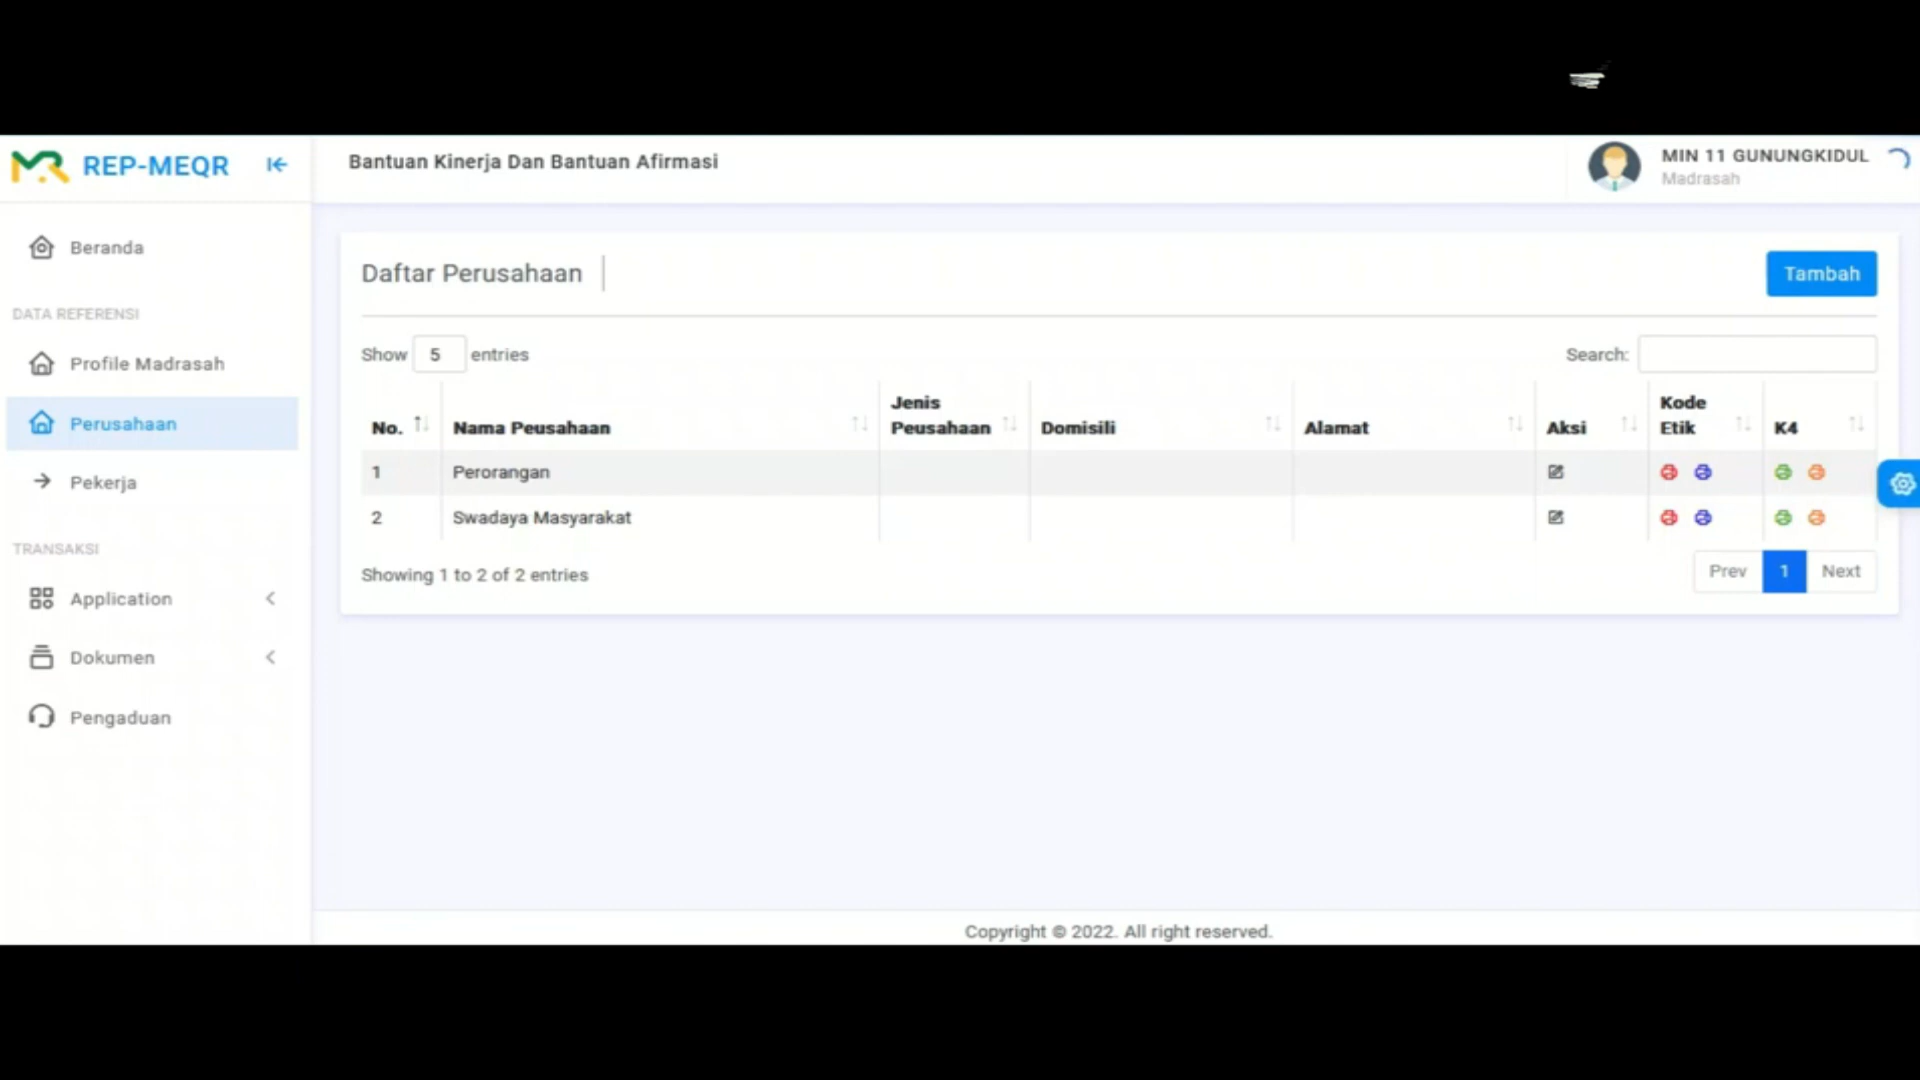 REP-MEQR
Bantuan Kinerja Dan Bantuan Afirmasi
MIN 11 GUNUNGKIDUL
Madrasah
Beranda
DATA REFERENSI
Profile Madrasah
Perusahaan
Pekerja
TRANSAKSI
Application
Dokumen
Pengaduan
Daftar Perusahaan
Tambah
Show 5 entries
Search:
No. Nama Peusahaan Jenis Peusahaan Domisili Alamat Aksi Kode Etik K4
1 Perorangan
2 Swadaya Masyarakat
Showing 1 to 2 of 2 entries
Prev 1 Next
Copyright © 2022. All right reserved.